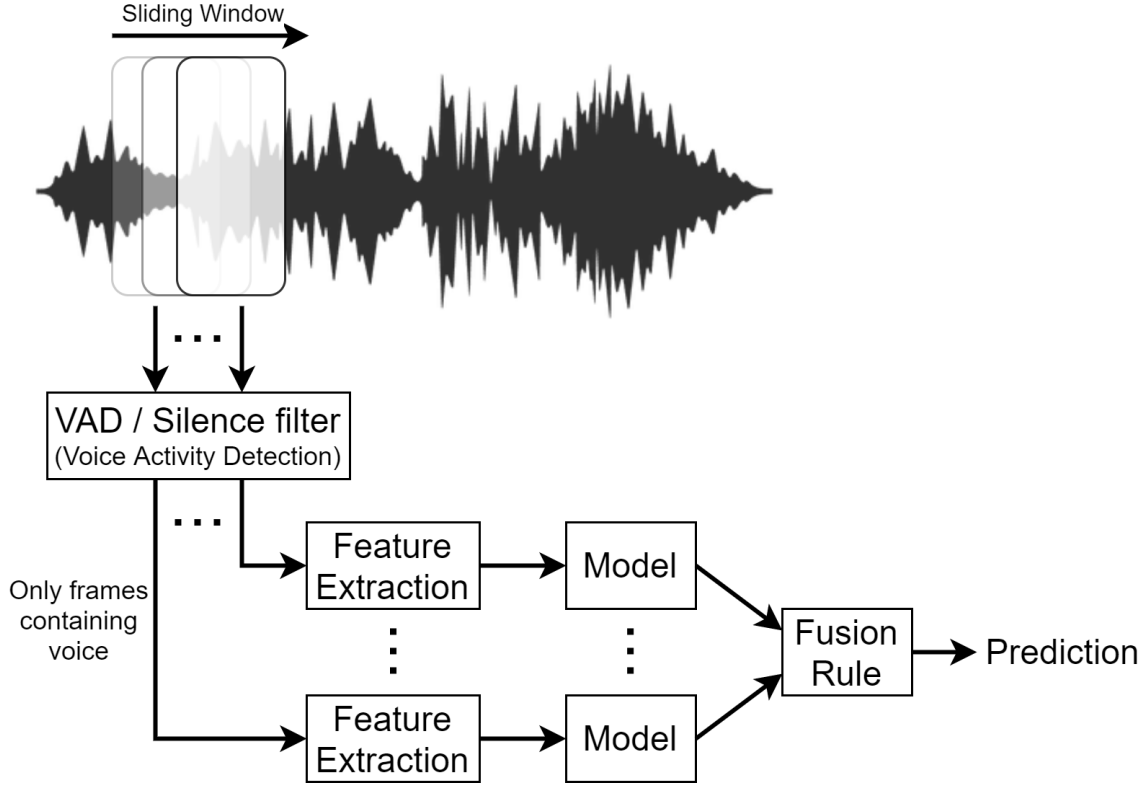 Sliding Window
VAD / Silence filter
(Voice Activity Detection)
Only frames
containing
voice
Feature
Extraction
Model
Feature
Extraction
Model
Fusion
Rule
Prediction